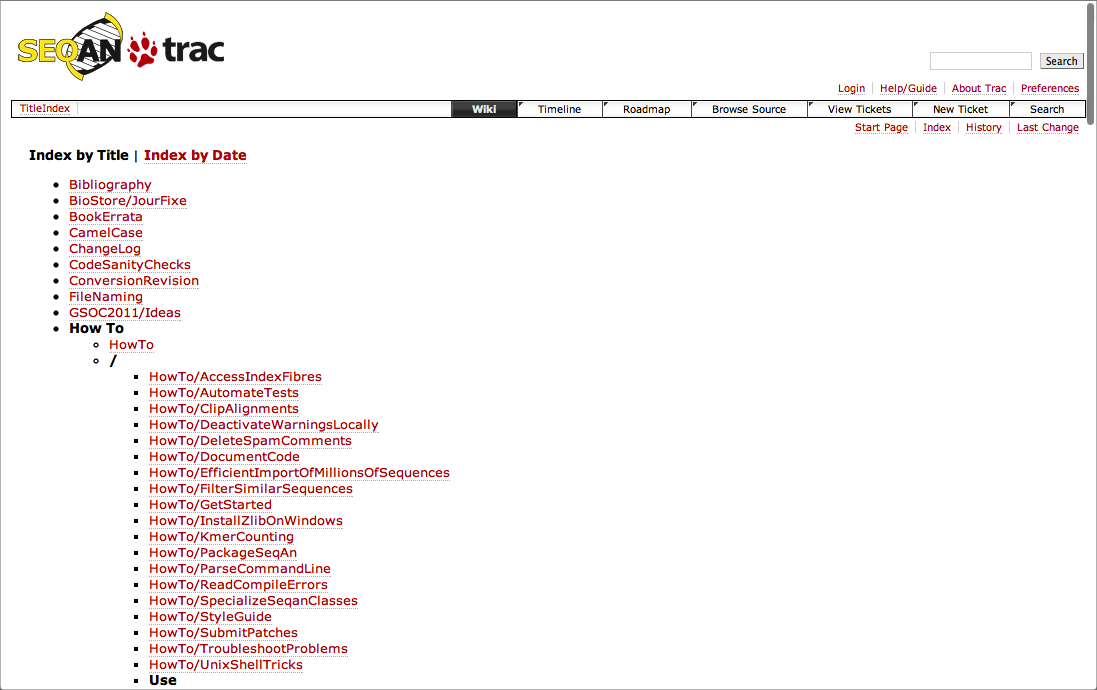 SEQAN trac
Search
Login Help/Guide About Trac Preferences
TitleIndex Wiki Timeline Roadmap Browse Source View Tickets New Ticket Search
Start Page Index History Last Change
Index by Title | Index by Date
Bibliography
BioStore/JourFixe
BookErrata
CamelCase
ChangeLog
CodeSanityChecks
ConversionRevision
FileNaming
GSOC2011/Ideas
How To
HowTo
/
HowTo/AccessIndexFibres
HowTo/AutomateTests
HowTo/ClipAlignments
HowTo/DeactivateWarningsLocally
HowTo/DeleteSpamComments
HowTo/DocumentCode
HowTo/EfficientImportOfMillionsOfSequences
HowTo/FilterSimilarSequences
HowTo/GetStarted
HowTo/InstallZlibOnWindows
HowTo/KmerCounting
HowTo/PackageSeqAn
HowTo/ParseCommandLine
HowTo/ReadCompileErrors
HowTo/SpecializeSeqanClasses
HowTo/StyleGuide
HowTo/SubmitPatches
HowTo/TroubleshootProblems
HowTo/UnixShellTricks
Use